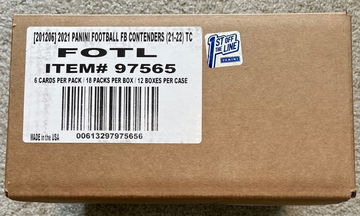 [201206] 2021 PANINI FOOTBALL FB CONTENDERS (21-22) TC
FOTL
ITEM# 97565
6 CARDS PER PACK / 18 PACKS PER BOX / 12 BOXES PER CASE
MADE IN THE USA
00613297975656
1ST OFF
THE LINE
PANINI